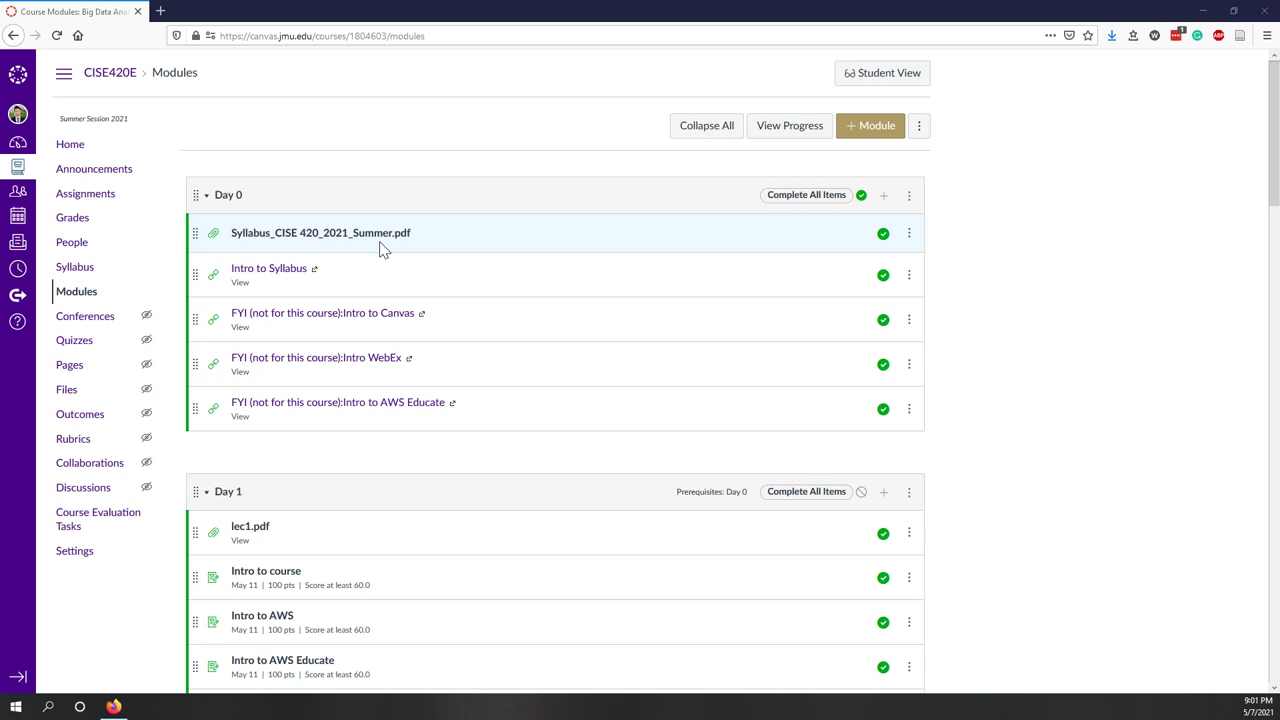 Course Modules: Big Data Anal
https://canvas.jmu.edu/courses/1804603/modules
1
ABP
CISE420E › Modules
Student View
Summer Session 2021
Collapse All
View Progress
+ Module
Home
Announcements
Assignments
Grades
People
Syllabus
Modules
Conferences
Quizzes
Pages
Files
Outcomes
Rubrics
Collaborations
Discussions
Course Evaluation
Tasks
Settings
Day 0
Complete All Items
Syllabus_CISE 420_2021_Summer.pdf
Intro to Syllabus
View
FYI (not for this course):Intro to Canvas
View
FYI (not for this course):Intro WebEx
View
FYI (not for this course):Intro to AWS Educate
View
Day 1
Prerequisites: Day 0
Complete All Items
lec1.pdf
View
Intro to course
May 11 | 100 pts | Score at least 60.0
Intro to AWS
May 11 | 100 pts | Score at least 60.0
Intro to AWS Educate
May 11 | 100 pts | Score at least 60.0
9:01 PM
5/7/2021